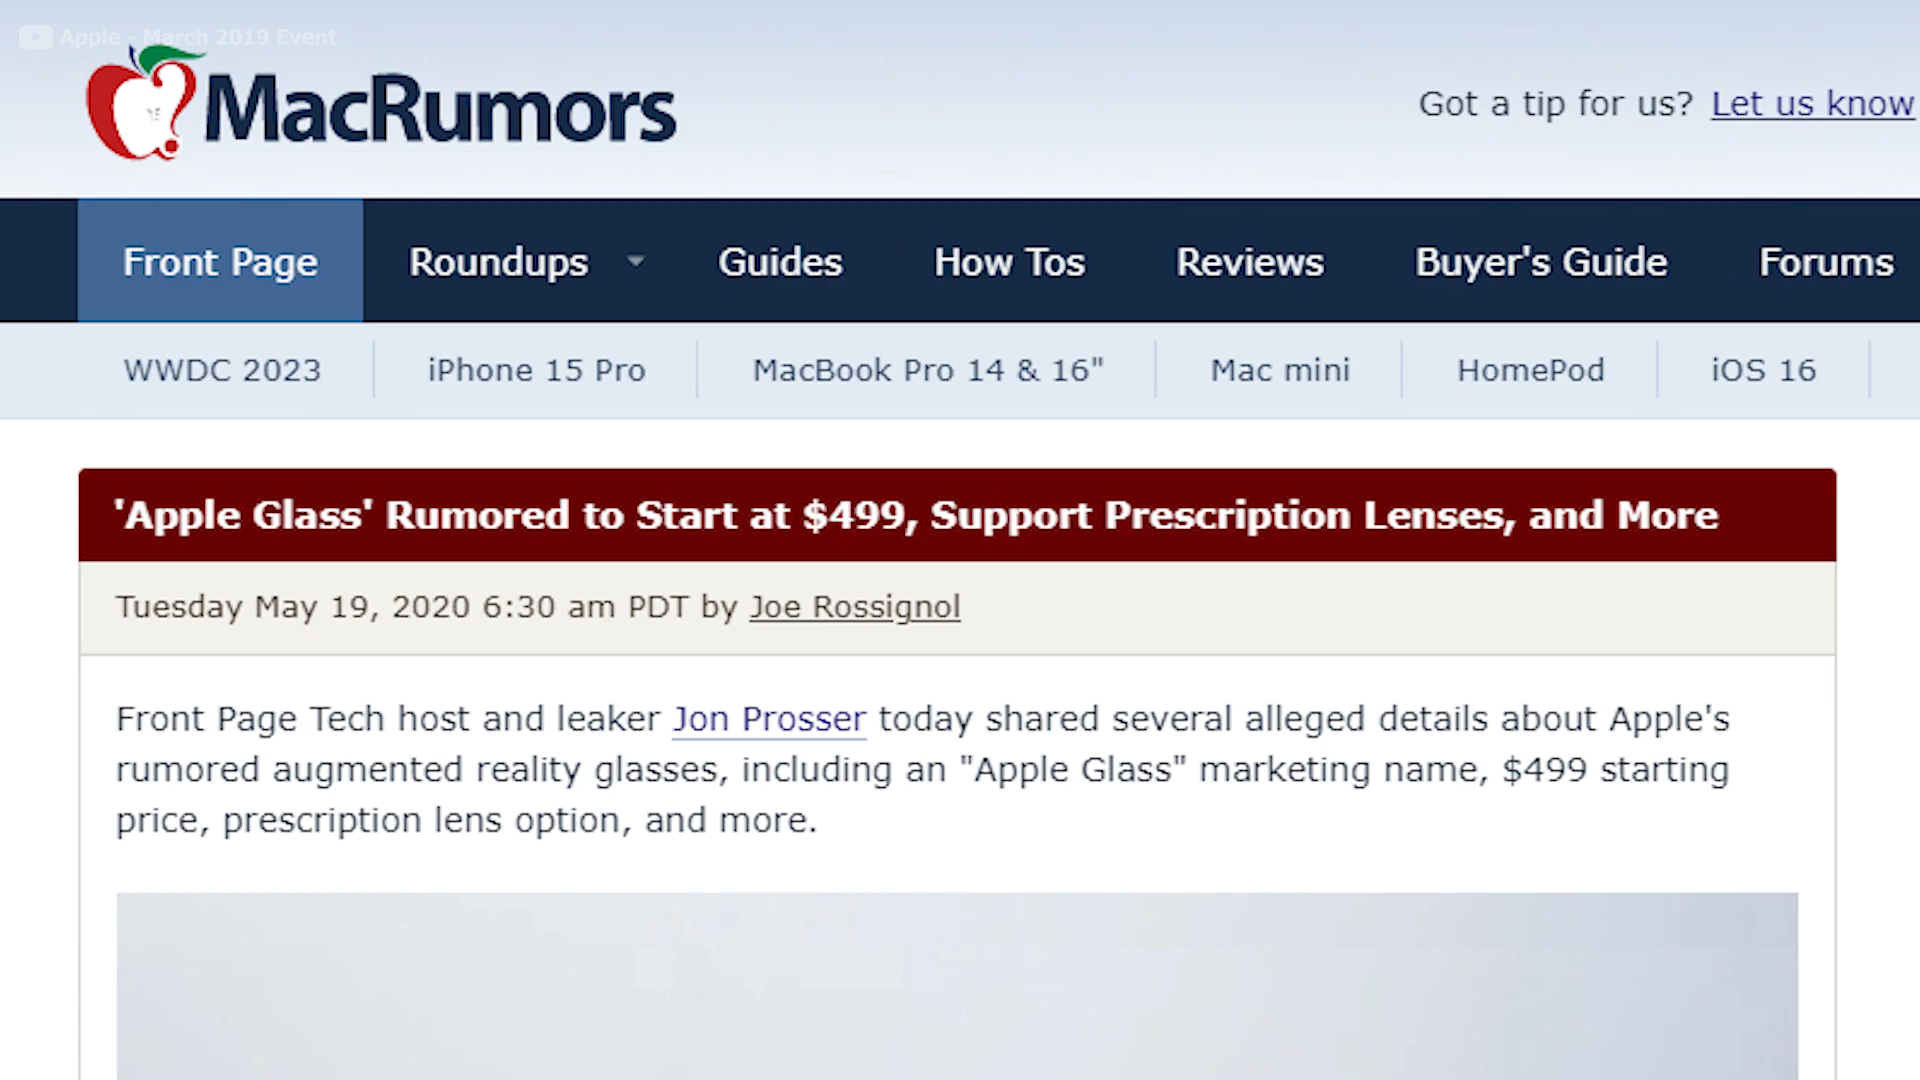 Apple - March 2019 Event
MacRumors
Got a tip for us? Let us know
Front Page Roundups Guides How Tos Reviews Buyer's Guide Forums
WWDC 2023 iPhone 15 Pro MacBook Pro 14 & 16" Mac mini HomePod iOS 16
'Apple Glass' Rumored to Start at $499, Support Prescription Lenses, and More
Tuesday May 19, 2020 6:30 am PDT by Joe Rossignol
Front Page Tech host and leaker Jon Prosser today shared several alleged details about Apple's
rumored augmented reality glasses, including an "Apple Glass" marketing name, $499 starting
price, prescription lens option, and more.